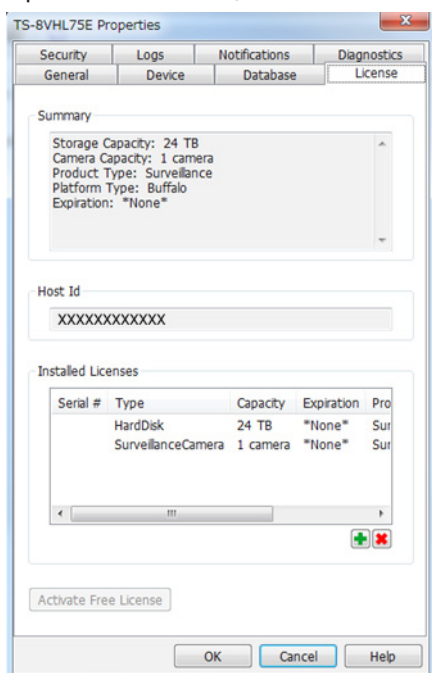 TS-8VHL75E Properties
Security Logs Notifications Diagnostics
General Device Database License
Summary
Storage Capacity: 24 TB
Camera Capacity: 1 camera
Product Type: Surveillance
Platform Type: Buffalo
Expiration: *None*
Host Id
XXXXXXXXXXXX
Installed Licenses
Serial # Type Capacity Expiration Pro
HardDisk 24 TB *None* Sur
SurveillanceCamera 1 camera *None* Sur
Activate Free License
OK Cancel Help